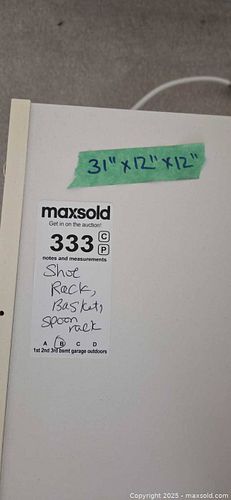 31" x 12" x 12"
maxsold
Get in on the auction!
333 C
P
notes and measurements
Shoe
Rack,
Basket,
Spoon
rack
A B C D
1st 2nd 3rd bsmt garage outdoors
Copyright 2025 - maxsold.com